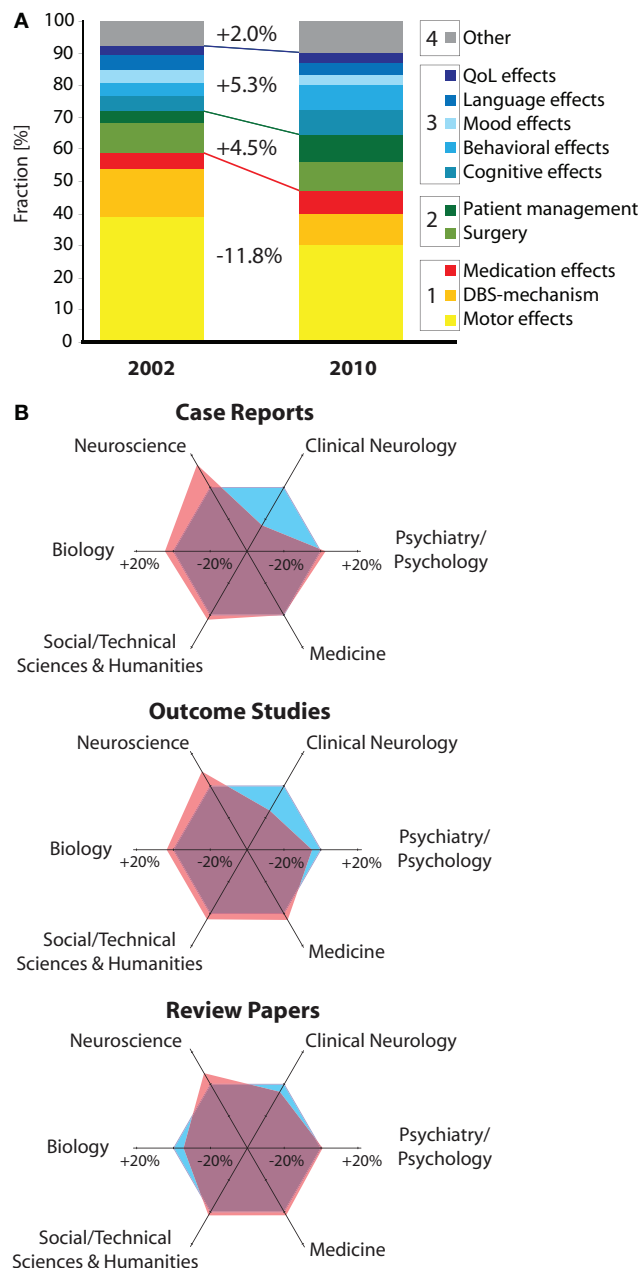 A
Fraction [%]
100
90
80
70
60
50
40
30
20
10
0
+2.0%
+5.3%
+4.5%
-11.8%
2002
2010
4
Other
3
QoL effects
Language effects
Mood effects
Behavioral effects
Cognitive effects
2
Patient management
Surgery
1
Medication effects
DBS-mechanism
Motor effects
B
Case Reports
Neuroscience
Clinical Neurology
Biology
+20%
-20%
-20%
+20%
Psychiatry/
Psychology
Social/Technical
Sciences & Humanities
Medicine
Outcome Studies
Neuroscience
Clinical Neurology
Biology
+20%
-20%
-20%
+20%
Psychiatry/
Psychology
Social/Technical
Sciences & Humanities
Medicine
Review Papers
Neuroscience
Clinical Neurology
Biology
+20%
-20%
-20%
+20%
Psychiatry/
Psychology
Social/Technical
Sciences & Humanities
Medicine